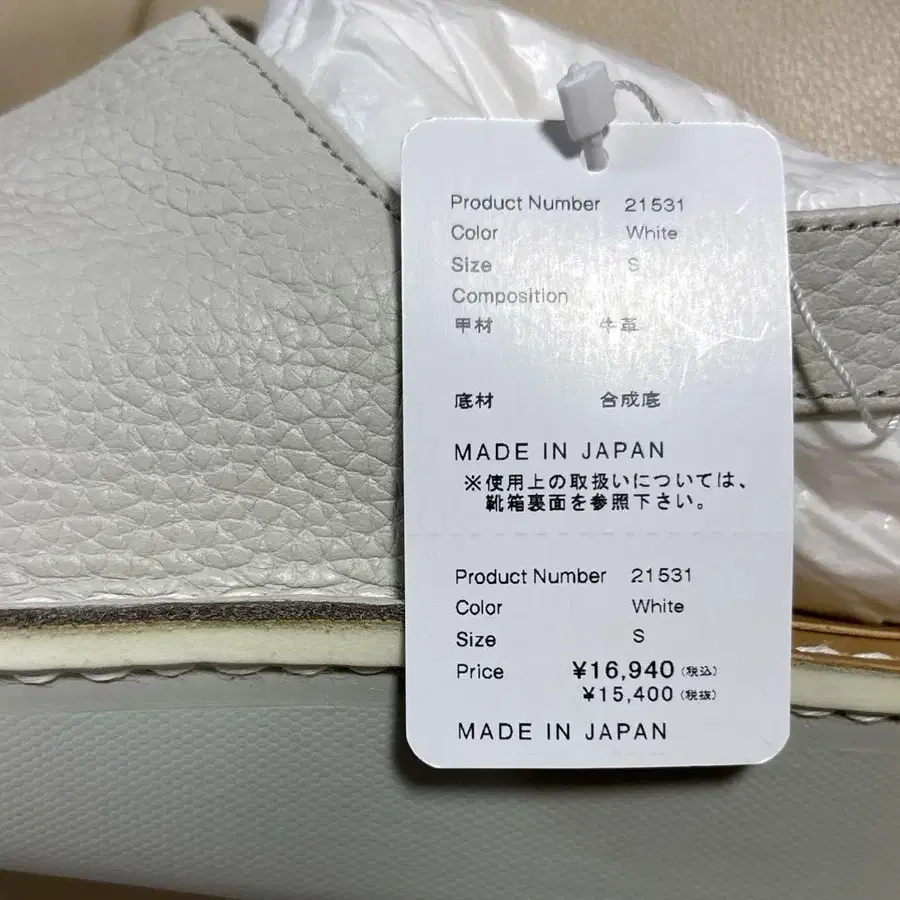 Product Number 21531
Color White
Size S
Composition
甲材 牛革
底材 合成底
MADE IN JAPAN
※使用上の取扱いについては、
靴箱裏面を参照下さい。
Product Number 21531
Color White
Size S
Price ¥16,940(税込)
¥15,400(税抜)
MADE IN JAPAN